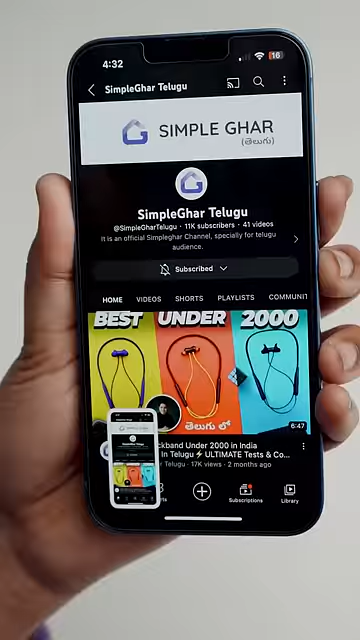 4:32
16
SimpleGhar Telugu
SIMPLE GHAR
(తెలుగు)
SimpleGhar Telugu
@SimpleGharTelugu · 11K subscribers · 41 videos
It is an official Simpleghar Channel, specially for telugu
audience.
Subscribed
HOME VIDEOS SHORTS PLAYLISTS COMMUNIT
BEST UNDER 2000
తెలుగు లో
6:47
ckband Under 2000 in India
In Telugu ⚡ ULTIMATE Tests & Co...
Telugu · 17K views · 2 months ago
Subscriptions
Library